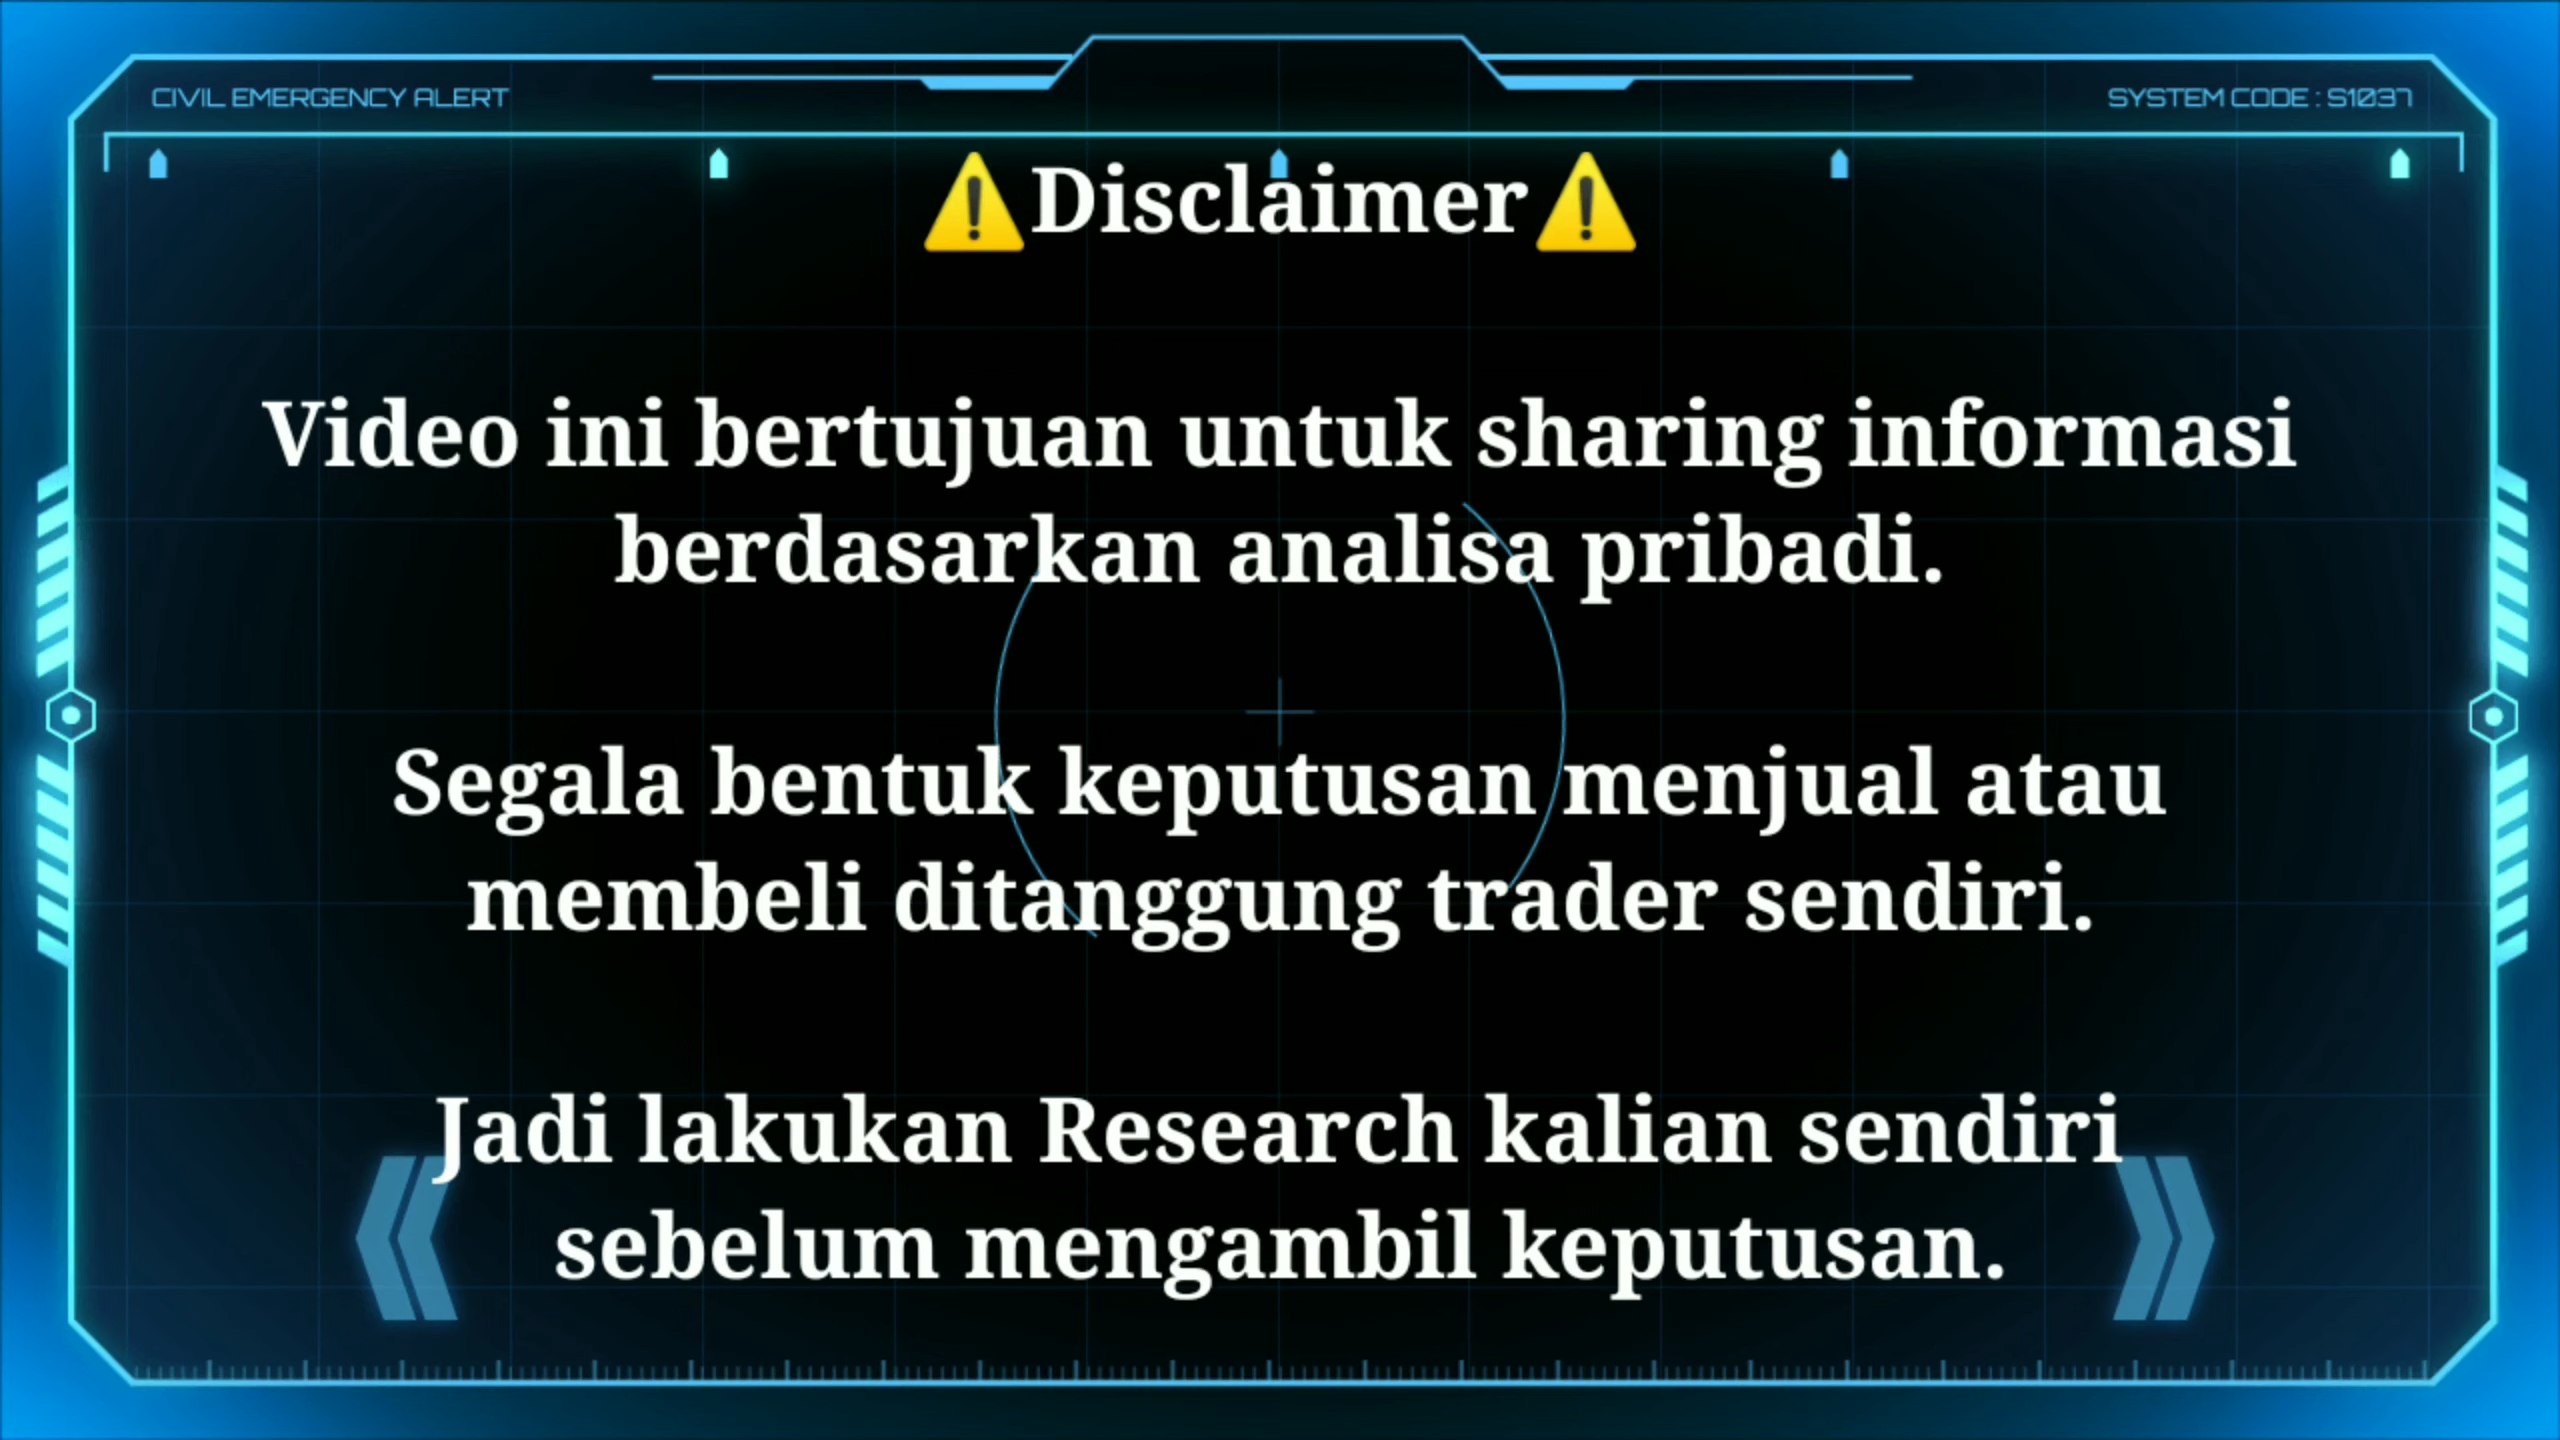 CIVIL EMERGENCY ALERT
SYSTEM CODE : S1037
⚠️Disclaimer⚠️
Video ini bertujuan untuk sharing informasi
berdasarkan analisa pribadi.
Segala bentuk keputusan menjual atau
membeli ditanggung trader sendiri.
Jadi lakukan Research kalian sendiri
sebelum mengambil keputusan.